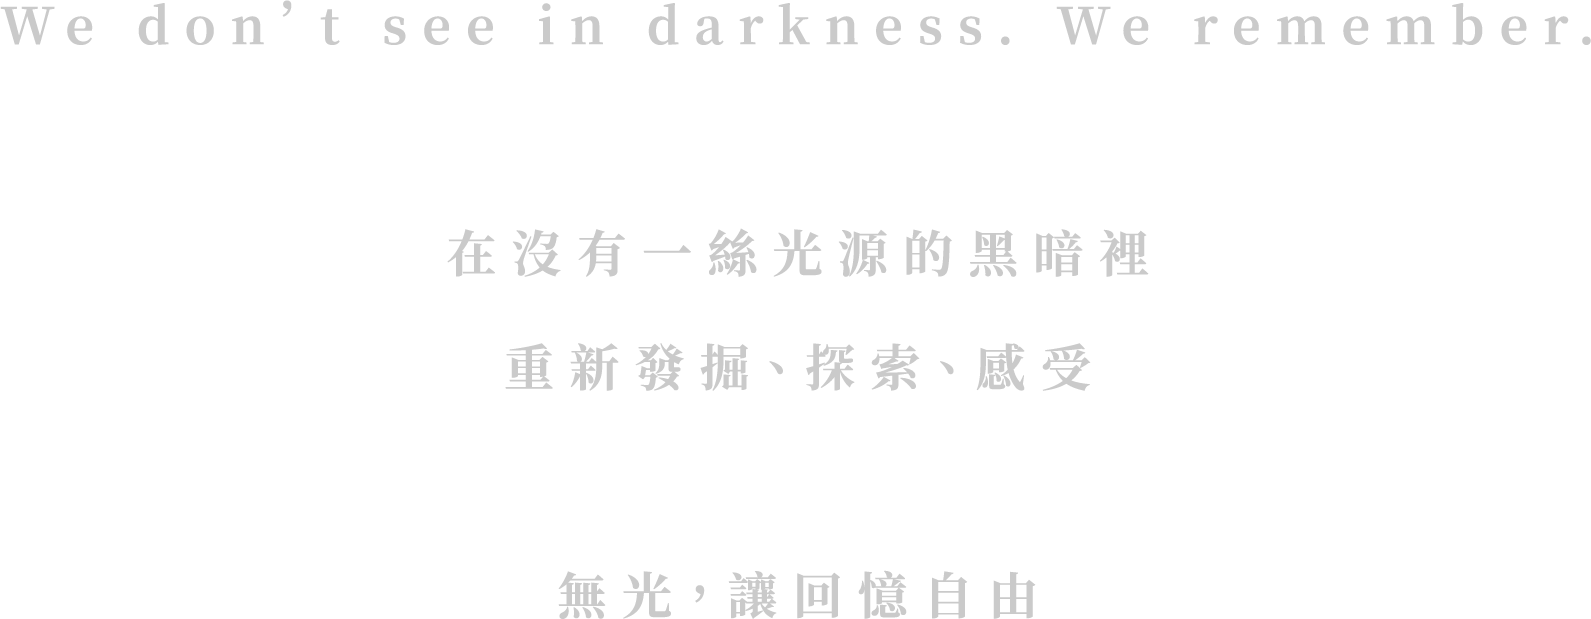 We don’t see in darkness. We remember.
在沒有一絲光源的黑暗裡
重新發掘、探索、感受
無光，讓回憶自由